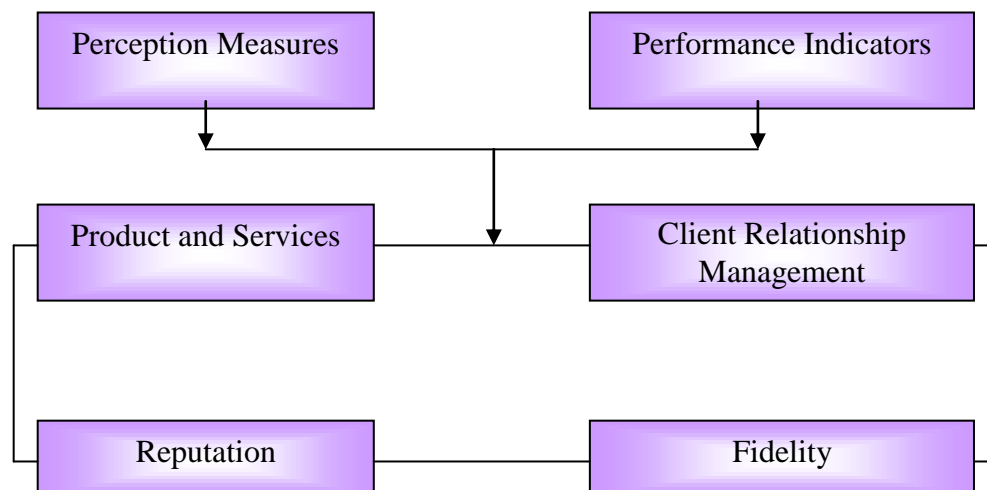 Perception Measures
Performance Indicators
Product and Services
Client Relationship
Management
Reputation
Fidelity